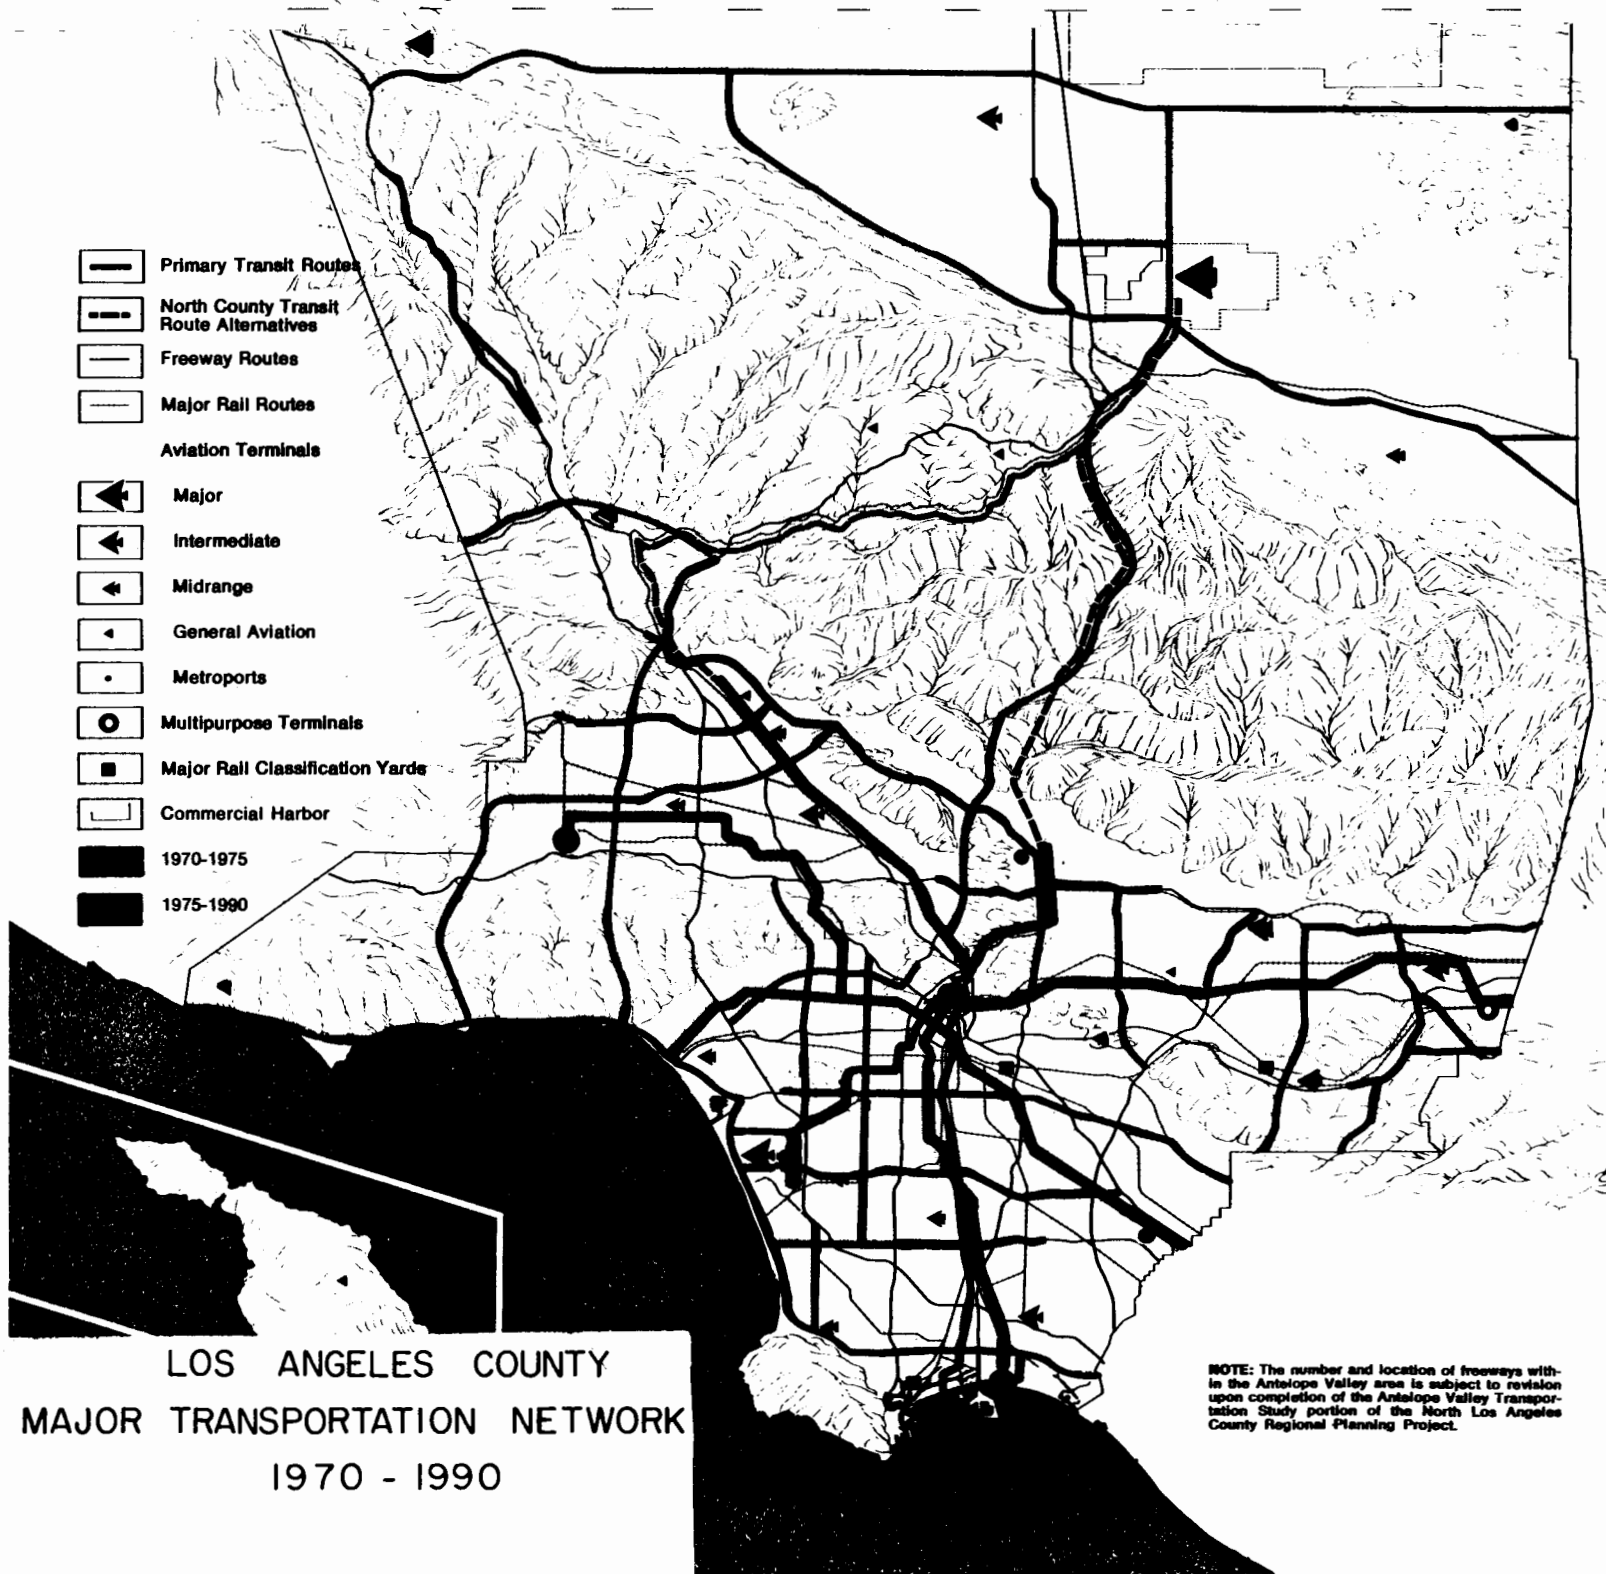 Primary Transit Routes
North County Transit
Route Alternatives
Freeway Routes
Major Rail Routes
Aviation Terminals
Major
Intermediate
Midrange
General Aviation
Metroports
Multipurpose Terminals
Major Rail Classification Yards
Commercial Harbor
1970-1975
1975-1990
LOS ANGELES COUNTY
MAJOR TRANSPORTATION NETWORK
1970 - 1990
NOTE: The number and location of freeways with-
in the Antelope Valley area is subject to revision
upon completion of the Antelope Valley Transpor-
tation Study portion of the North Los Angeles
County Regional Planning Project.